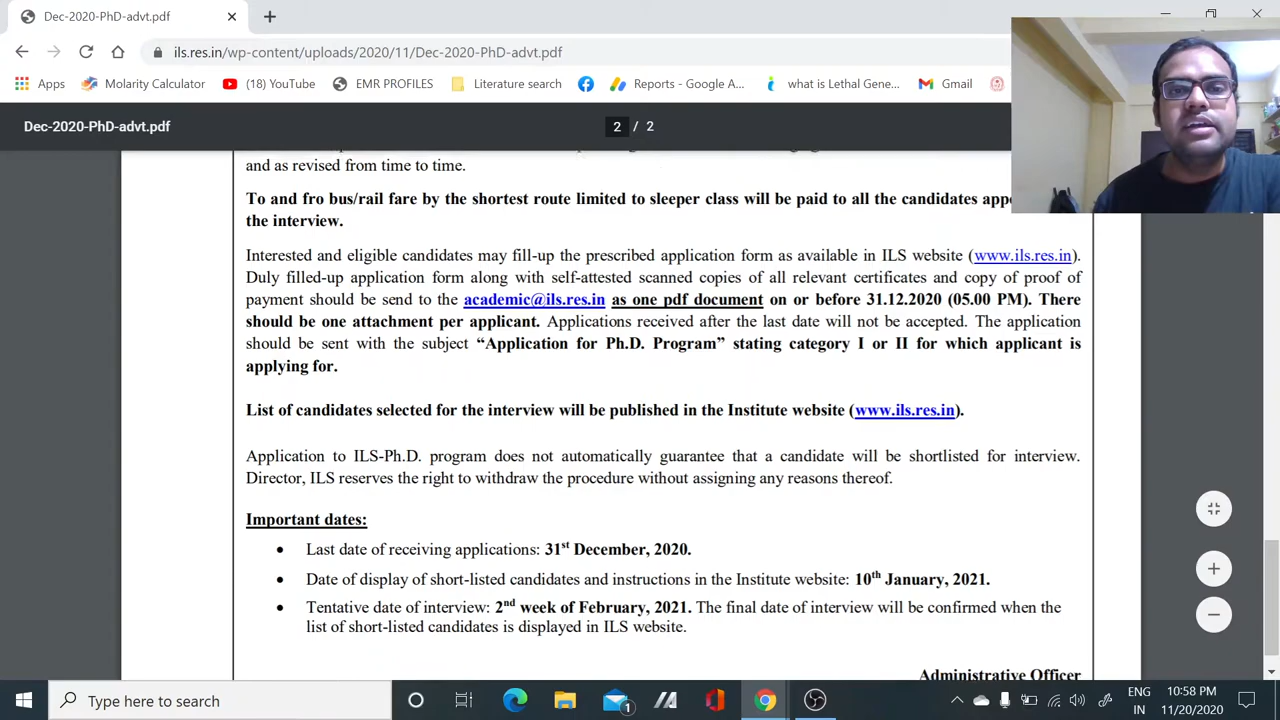 Dec-2020-PhD-advt.pdf
ils.res.in/wp-content/uploads/2020/11/Dec-2020-PhD-advt.pdf
Apps Molarity Calculator (18) YouTube EMR PROFILES Literature search Reports - Google A... what is Lethal Gene... Gmail
Dec-2020-PhD-advt.pdf 2 / 2
and as revised from time to time.
To and fro bus/rail fare by the shortest route limited to sleeper class will be paid to all the candidates
the interview.
Interested and eligible candidates may fill-up the prescribed application form as available in ILS website (www.ils.res.in).
Duly filled-up application form along with self-attested scanned copies of all relevant certificates and copy of proof of
payment should be send to the academic@ils.res.in as one pdf document on or before 31.12.2020 (05.00 PM). There
should be one attachment per applicant. Applications received after the last date will not be accepted. The application
should be sent with the subject “Application for Ph.D. Program” stating category I or II for which applicant is
applying for.
List of candidates selected for the interview will be published in the Institute website (www.ils.res.in).
Application to ILS-Ph.D. program does not automatically guarantee that a candidate will be shortlisted for interview.
Director, ILS reserves the right to withdraw the procedure without assigning any reasons thereof.
Important dates:
• Last date of receiving applications: 31st December, 2020.
• Date of display of short-listed candidates and instructions in the Institute website: 10th January, 2021.
• Tentative date of interview: 2nd week of February, 2021. The final date of interview will be confirmed when the
list of short-listed candidates is displayed in ILS website.
Administrative Officer
Type here to search
1
ENG
IN
10:58 PM
11/20/2020